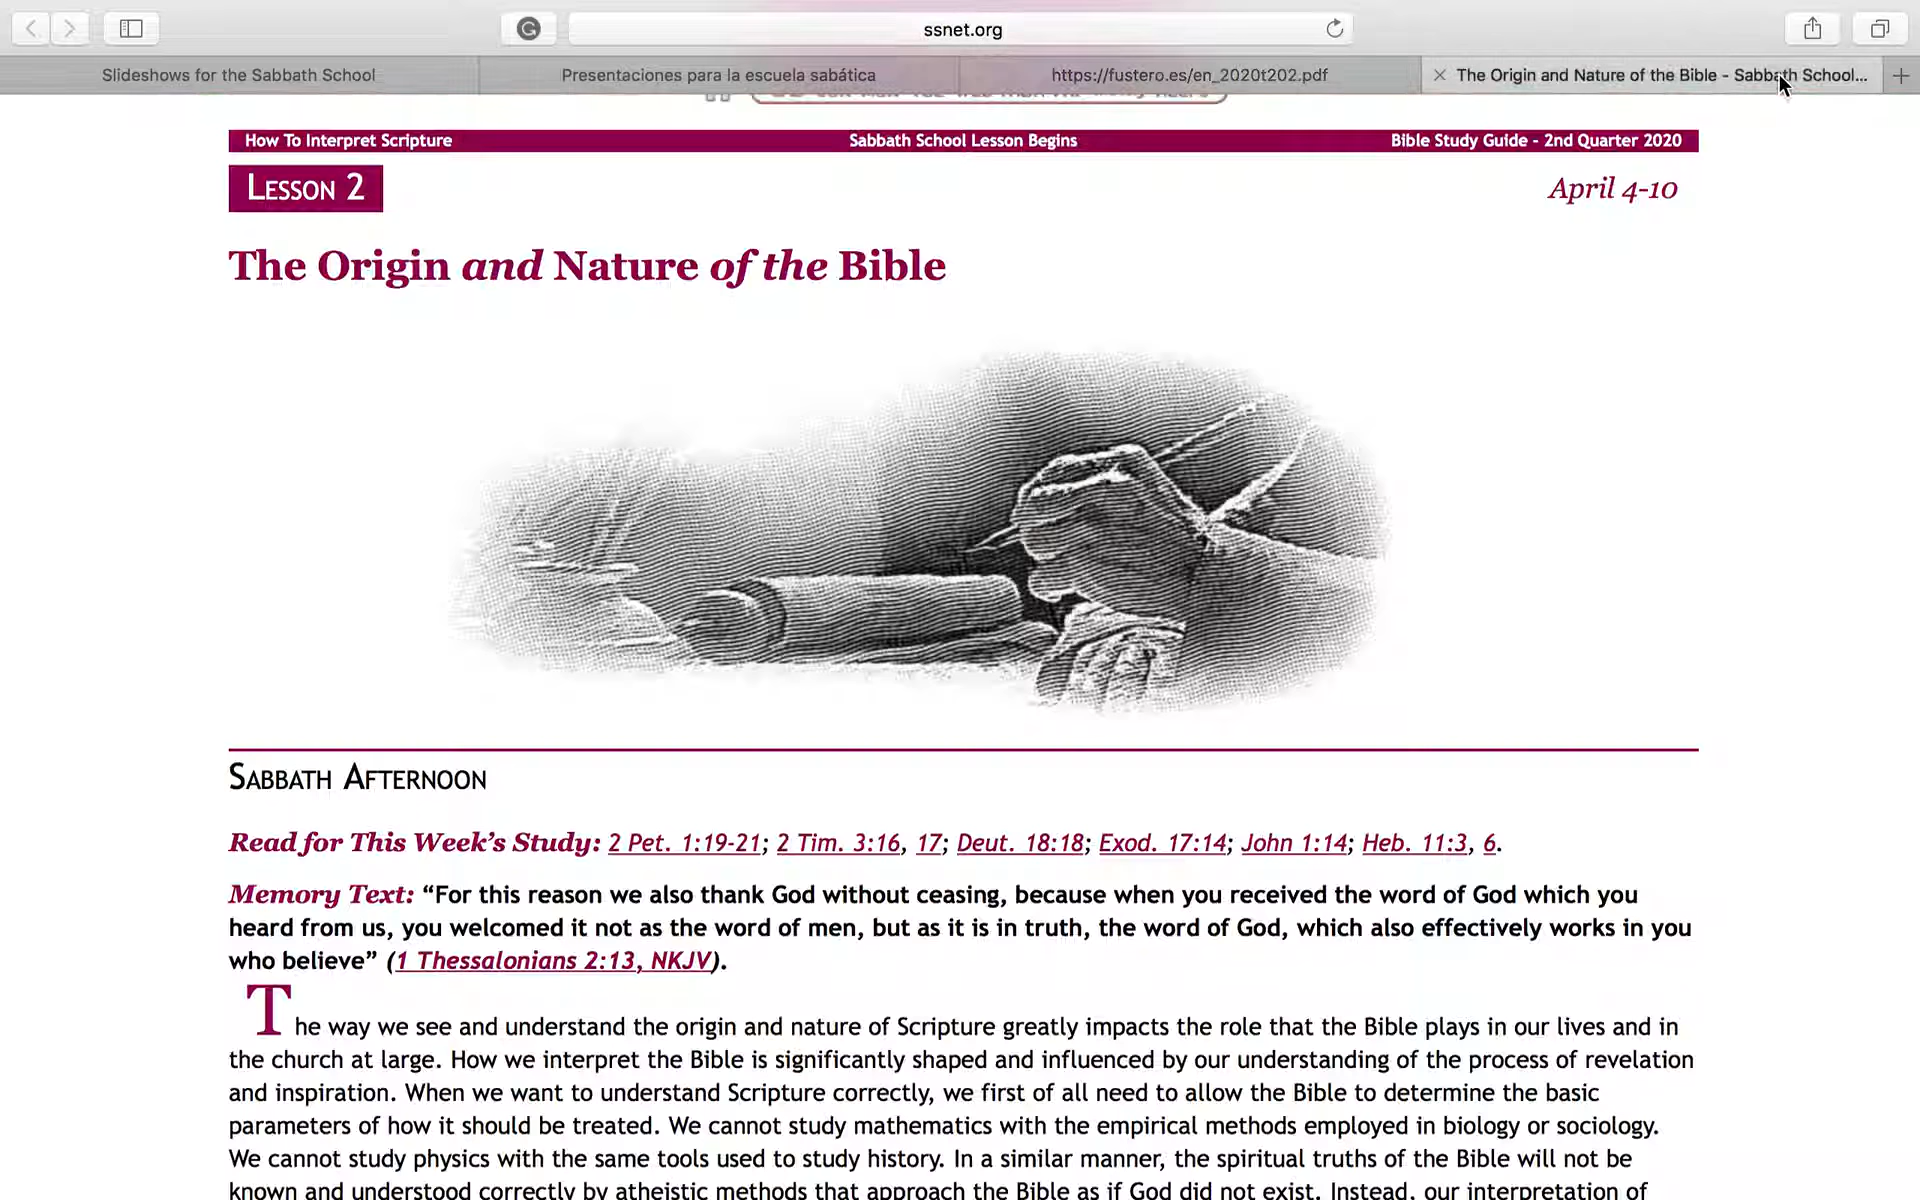 ssnet.org
Slideshows for the Sabbath School
Presentaciones para la escuela sabática
https://fustero.es/en_2020t202.pdf
The Origin and Nature of the Bible - Sabbath School...
How To Interpret Scripture
Sabbath School Lesson Begins
Bible Study Guide - 2nd Quarter 2020
Lesson 2
April 4-10
The Origin and Nature of the Bible
Sabbath Afternoon
Read for This Week's Study: 2 Pet. 1:19-21; 2 Tim. 3:16, 17; Deut. 18:18; Exod. 17:14; John 1:14; Heb. 11:3, 6.
Memory Text: “For this reason we also thank God without ceasing, because when you received the word of God which you
heard from us, you welcomed it not as the word of men, but as it is in truth, the word of God, which also effectively works in you
who believe” (1 Thessalonians 2:13, NKJV).
The way we see and understand the origin and nature of Scripture greatly impacts the role that the Bible plays in our lives and in
the church at large. How we interpret the Bible is significantly shaped and influenced by our understanding of the process of revelation
and inspiration. When we want to understand Scripture correctly, we first of all need to allow the Bible to determine the basic
parameters of how it should be treated. We cannot study mathematics with the empirical methods employed in biology or sociology.
We cannot study physics with the same tools used to study history. In a similar manner, the spiritual truths of the Bible will not be
known and understood correctly by atheistic methods that approach the Bible as if God did not exist. Instead, our interpretation of